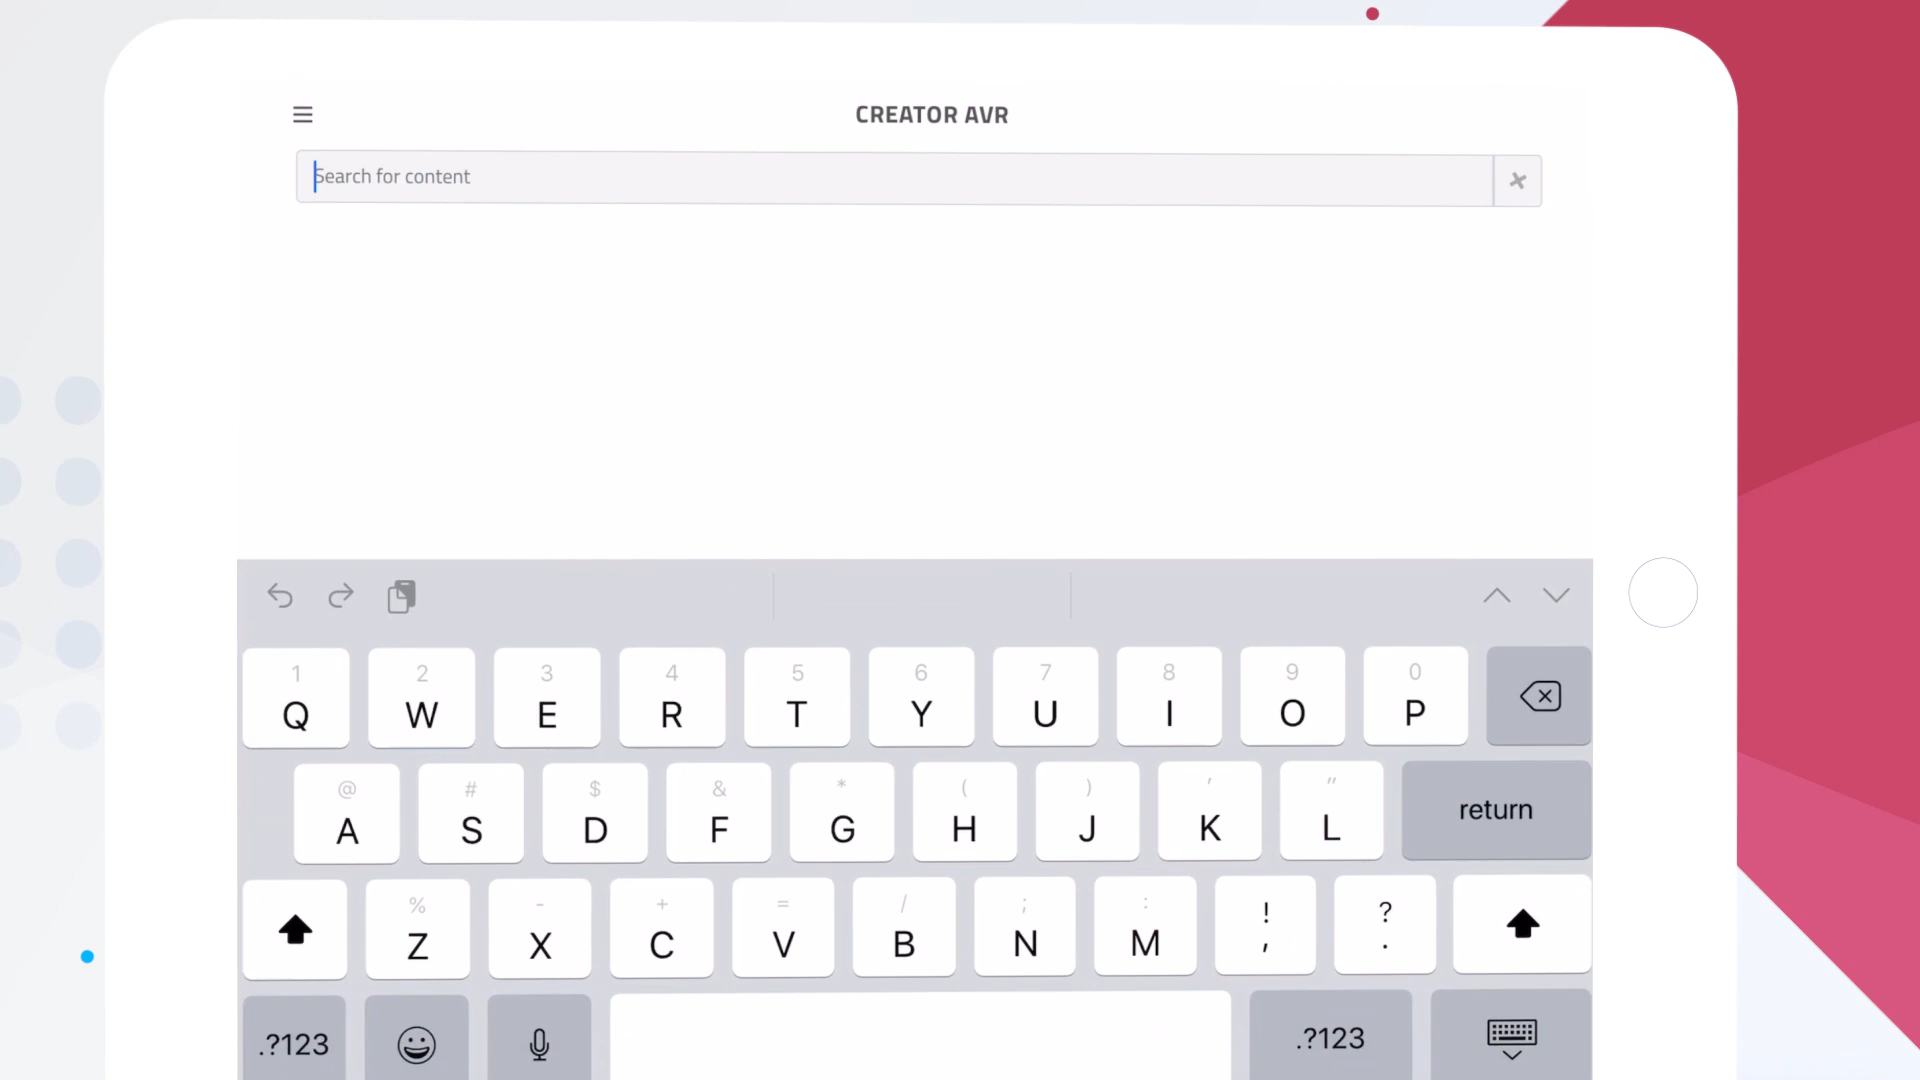 CREATOR AVR
Search for content
1 2 3 4 5 6 7 8 9 0
Q W E R T Y U I O P
@ # $ & * ( ) ' "
A S D F G H J K L return
% - + = / ; : ! ?
Z X C V B N M , .
.?123 .?123